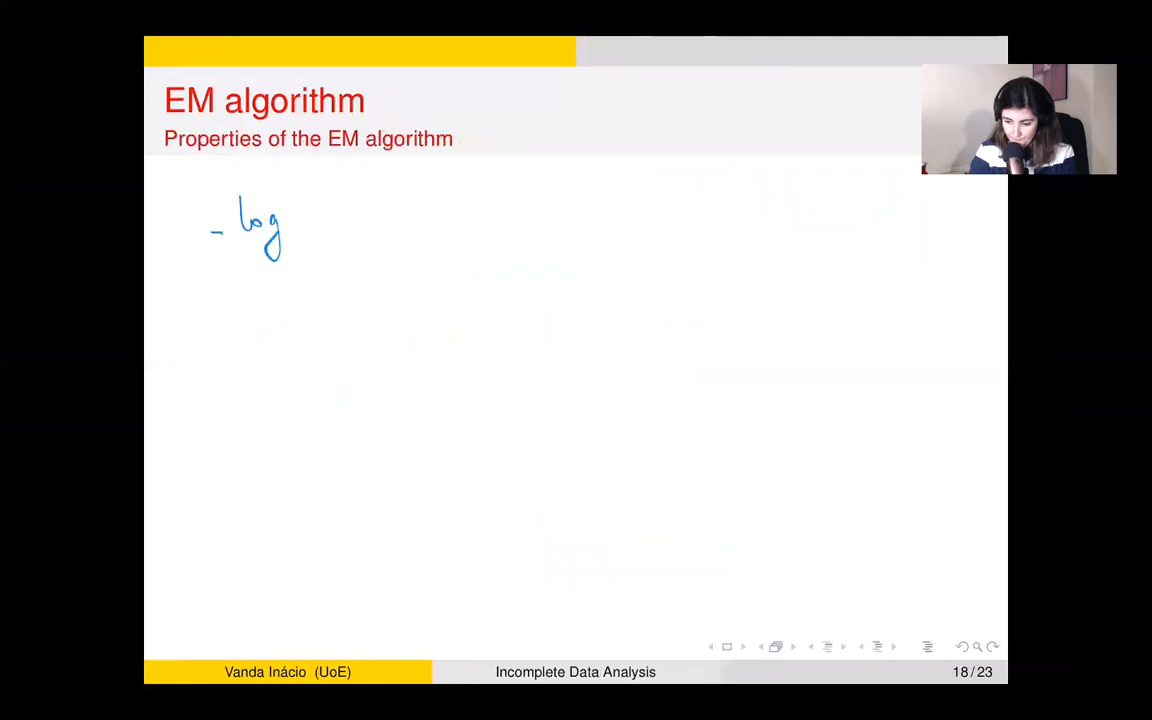 EM algorithm
Properties of the EM algorithm
- log
Vanda Inácio (UoE)
Incomplete Data Analysis
18/23